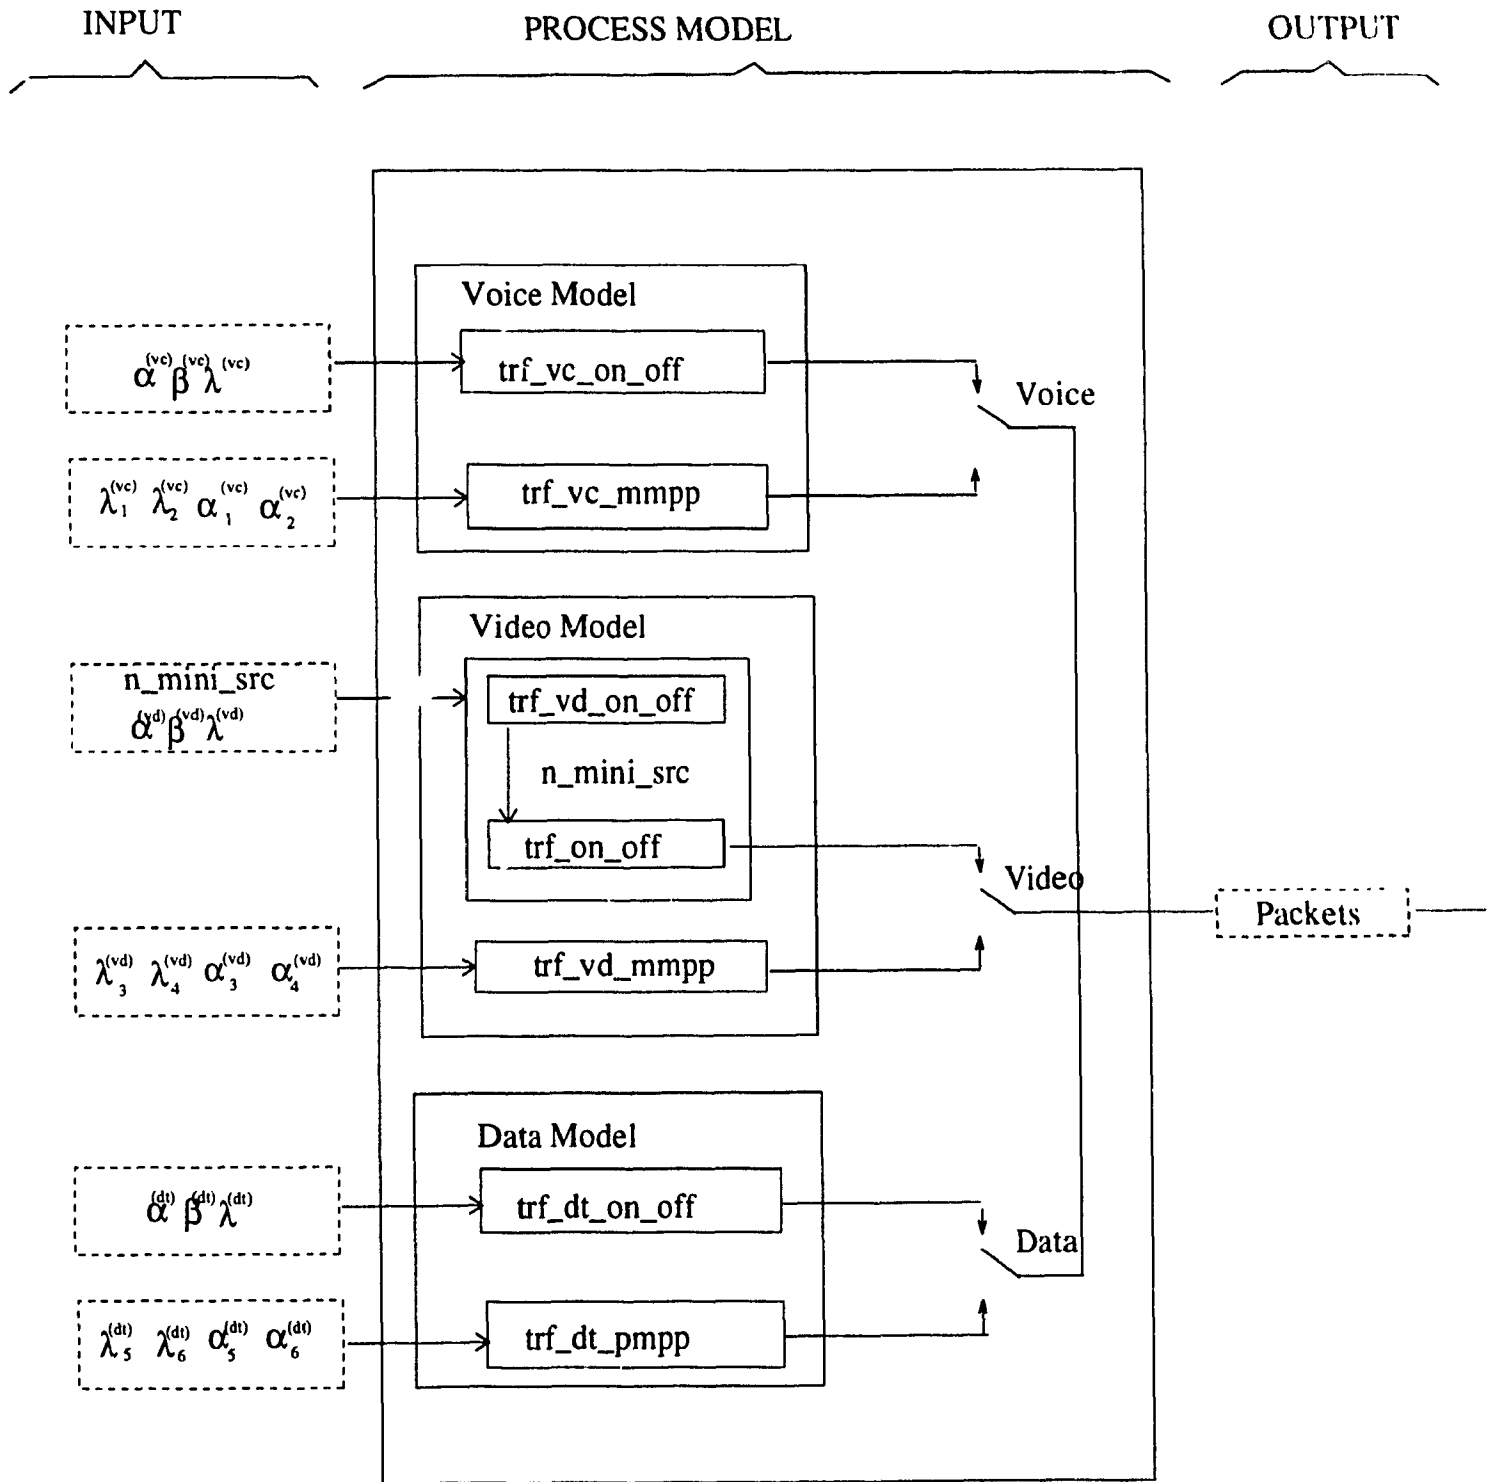 INPUT PROCESS MODEL OUTPUT
Voice Model
α^(vc) β^(vc) λ^(vc)
trf_vc_on_off
Voice
λ_1^(vc) λ_2^(vc) α_1^(vc) α_2^(vc)
trf_vc_mmpp
Video Model
n_mini_src
α^(vd) β^(vd) λ^(vd)
trf_vd_on_off
n_mini_src
trf_on_off
Video
Packets
λ_3^(vd) λ_4^(vd) α_3^(vd) α_4^(vd)
trf_vd_mmpp
Data Model
α^(dt) β^(dt) λ^(dt)
trf_dt_on_off
Data
λ_5^(dt) λ_6^(dt) α_5^(dt) α_6^(dt)
trf_dt_pmpp